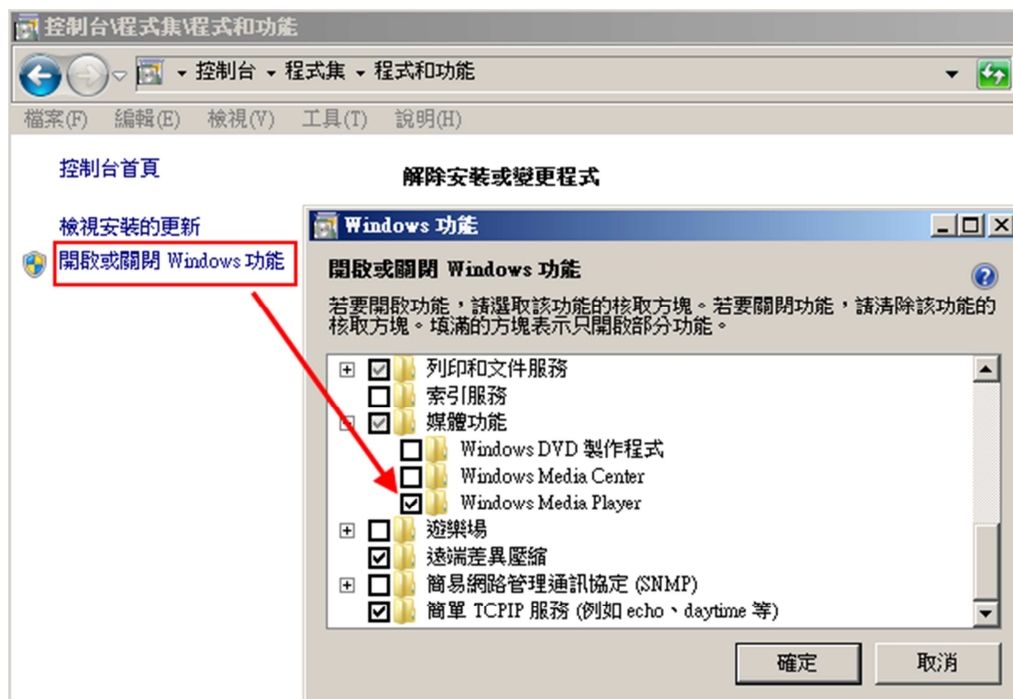 控制台\程式集\程式和功能
控制台 程式集 程式和功能
檔案(F) 編輯(E) 檢視(V) 工具(T) 說明(H)
控制台首頁
解除安裝或變更程式
檢視安裝的更新
開啟或關閉 Windows 功能
Windows 功能
開啟或關閉 Windows 功能
若要開啟功能，請選取該功能的核取方塊。若要關閉功能，請清除該功能的
核取方塊。填滿的方塊表示只開啟部分功能。
列印和文件服務
索引服務
媒體功能
Windows DVD 製作程式
Windows Media Center
Windows Media Player
遊樂場
遠端差異壓縮
簡易網路管理通訊協定 (SNMP)
簡單 TCPIP 服務 (例如 echo、daytime 等)
確定 取消